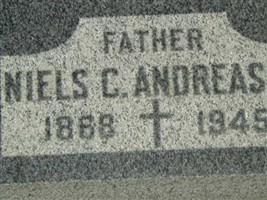 FATHER
NIELS C. ANDREAS
1888 † 1945